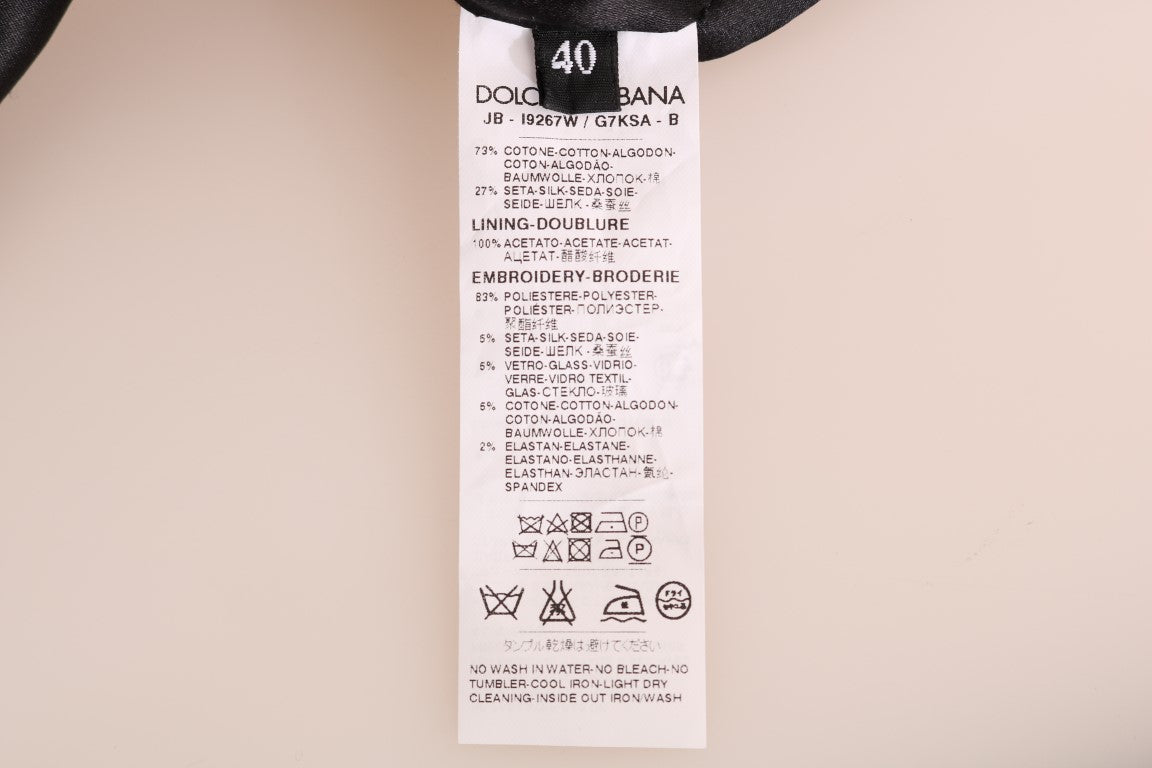 40
DOLC BANA
JB - I9267W / G7KSA - B
73% COTONE-COTTON-ALGODON-
COTON-ALGODÃO-
BAUMWOLLE-ХЛОПОК-棉
27% SETA-SILK-SEDA-SOIE-
SEIDE-ШЕЛК-桑蚕丝
LINING-DOUBLURE
100% ACETATO-ACETATE-ACETAT-
АЦЕТАТ-醋酸纤维
EMBROIDERY-BRODERIE
83% POLIESTERE-POLYESTER-
POLIÉSTER-ПОЛИЭСТЕР-
聚酯纤维
5% SETA-SILK-SEDA-SOIE-
SEIDE-ШЕЛК-桑蚕丝
5% VETRO-GLASS-VIDRIO-
VERRE-VIDRO TEXTIL-
GLAS-СТЕКЛО-玻璃
5% COTONE-COTTON-ALGODON-
COTON-ALGODÃO-
BAUMWOLLE-ХЛОПОК-棉
2% ELASTAN-ELASTANE-
ELASTANO-ELASTHANNE-
ELASTHAN-ЭЛАСТАН-氨纶-
SPANDEX
P
P
ドライ
タンブル乾燥は避けてください
NO WASH IN WATER-NO BLEACH-NO
TUMBLER-COOL IRON-LIGHT DRY
CLEANING-INSIDE OUT IRON/WASH